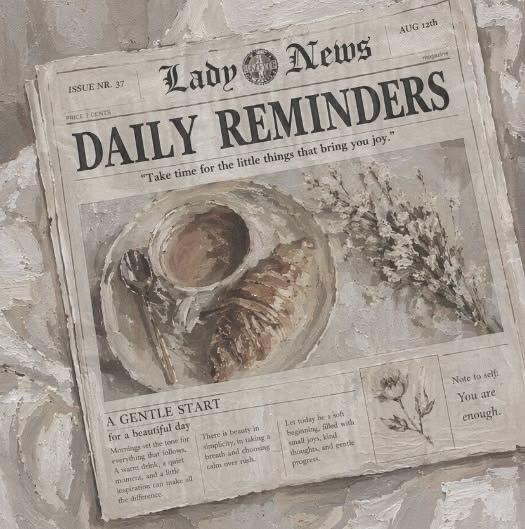 Lady News
ISSUE NR. 37
AUG 12th
PRICE 7 CENTS
magazine
DAILY REMINDERS
"Take time for the little things that bring you joy."
A GENTLE START
for a beautiful day
Mornings set the tone for
everything that follows.
A warm drink, a quiet
moment, and a little
inspiration can make all
the difference.
There is beauty in
simplicity, in taking a
breath and choosing
calm over rush.
Let today be a soft
beginning, filled with
small joys, kind
thoughts, and gentle
progress.
Note to self:
You are
enough.